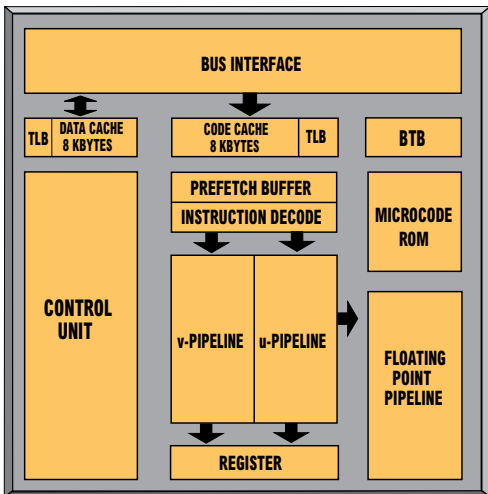 BUS INTERFACE
TLB
DATA CACHE
8 KBYTES
CODE CACHE
8 KBYTES
TLB
BTB
PREFETCH BUFFER
INSTRUCTION DECODE
MICROCODE
ROM
CONTROL
UNIT
v-PIPELINE
u-PIPELINE
FLOATING
POINT
PIPELINE
REGISTER